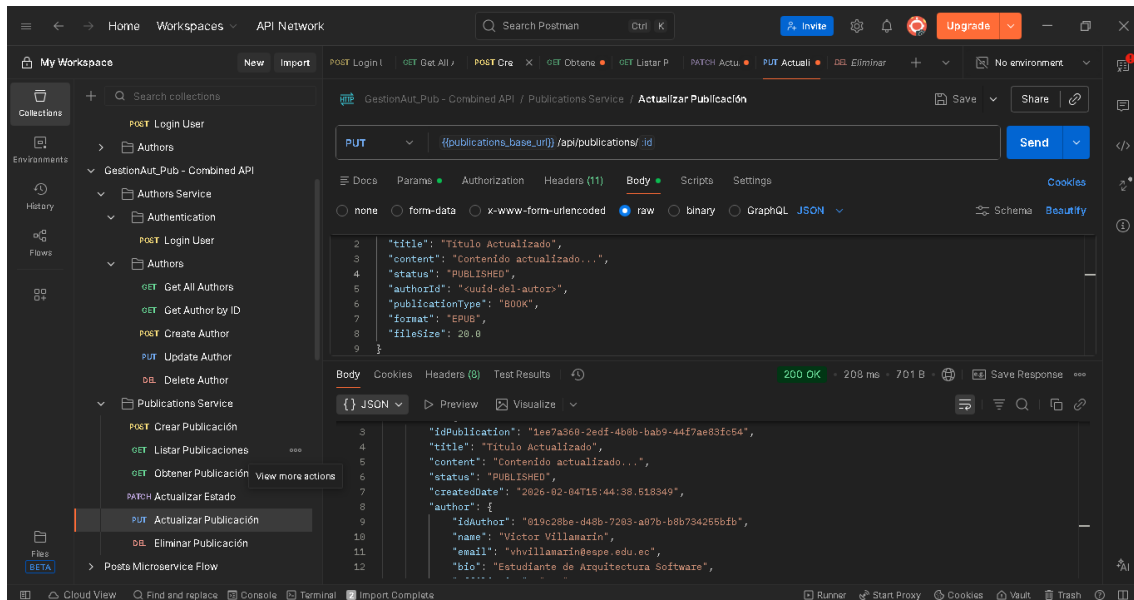 Home Workspaces API Network Search Postman Ctrl K Invite Upgrade
My Workspace New Import POST Login l GET Get All A POST Cre GET Obtene GET Listar P PATCH Actu. PUT Actuali DEL Eliminar No environment
Collections
Environments
History
Flows
Files
BETA
Search collections
POST Login User
Authors
GestionAut_Pub - Combined API
Authors Service
Authentication
POST Login User
Authors
GET Get All Authors
GET Get Author by ID
POST Create Author
PUT Update Author
DEL Delete Author
Publications Service
POST Crear Publicación
GET Listar Publicaciones
GET Obtener Publicación
View more actions
PATCH Actualizar Estado
PUT Actualizar Publicación
DEL Eliminar Publicación
Posts Microservice Flow
HTTP GestionAut_Pub - Combined API / Publications Service / Actualizar Publicación Save Share
PUT {{publications_base_url}} /api/publications/ :id Send
Docs Params Authorization Headers (11) Body Scripts Settings Cookies
none form-data x-www-form-urlencoded raw binary GraphQL JSON Schema Beautify
2 "title": "Título Actualizado",
3 "content": "Contenido actualizado...",
4 "status": "PUBLISHED",
5 "authorId": "<uuid-del-autor>",
6 "publicationType": "BOOK",
7 "format": "EPUB",
8 "fileSize": 20.0
9 }
Body Cookies Headers (8) Test Results 200 OK 208 ms 701 B Save Response
{} JSON Preview Visualize
3 "idPublication": "1ee7a360-2edf-4b0b-bab9-44f7ae83fc54",
4 "title": "Título Actualizado",
5 "content": "Contenido actualizado...",
6 "status": "PUBLISHED",
7 "createdDate": "2026-02-04T15:44:38.518349",
8 "author": {
9 "idAuthor": "019c28be-d48b-7203-a07b-b8b734255bfb",
10 "name": "Victor Villamarin",
11 "email": "vhvillamarin@espe.edu.ec",
12 "bio": "Estudiante de Arquitectura Software",
AI
Cloud View Find and replace Console Terminal 2 Import Complete Runner Start Proxy Cookies Vault Trash